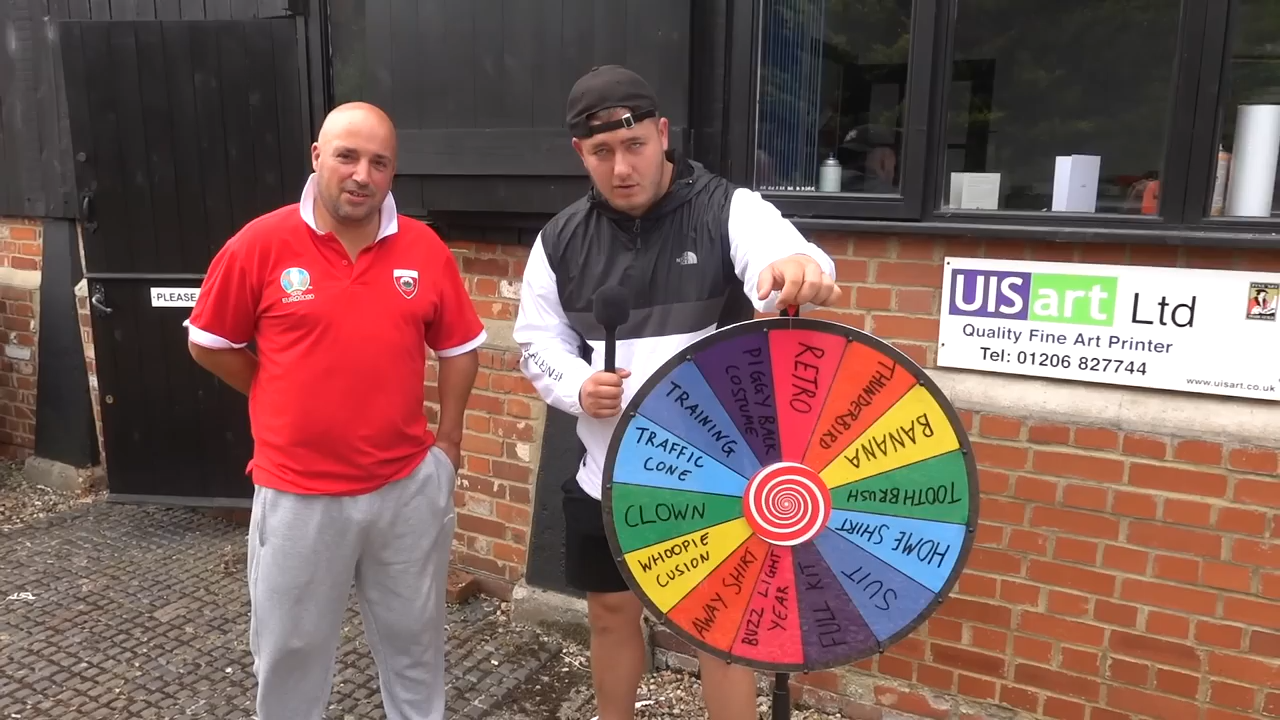 PLEASE
EURO2020
THE
NORTH
FACE
UISart Ltd
Quality Fine Art Printer
Tel: 01206 827744
www.uisart.co.uk
RETRO
THUNDERBIRD
BANANA
TOOTHBRUSH
HOME SHIRT
SUIT
FULL KIT
BUZZ LIGHT
YEAR
AWAY SHIRT
WHOOPIE
CUSION
CLOWN
TRAFFIC
CONE
TRAINING
PIGGY BACK
COSTUME